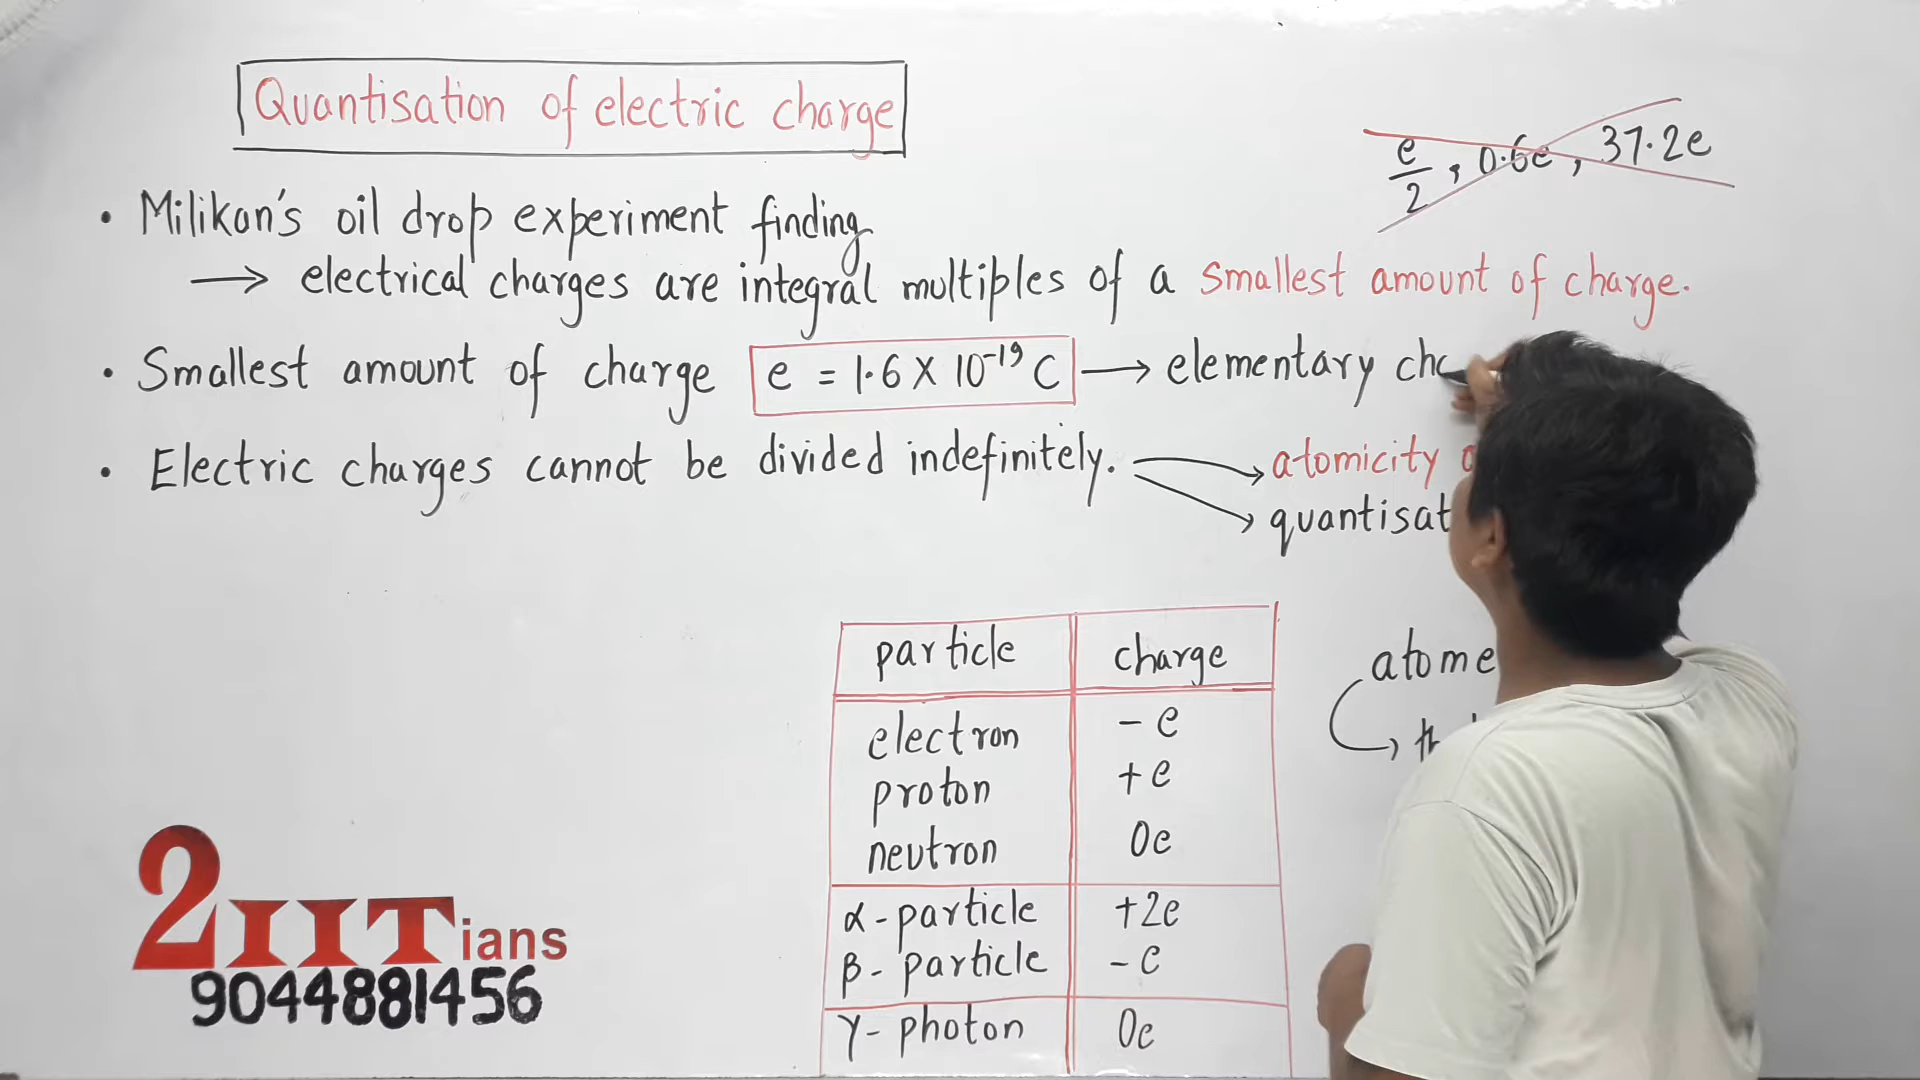 Quantisation of electric charge
e/2, 0.6e, 37.2e
• Milikan's oil drop experiment finding
→ electrical charges are integral multiples of a smallest amount of charge.
• Smallest amount of charge e = 1.6 X 10⁻¹⁹ C → elementary cha
• Electric charges cannot be divided indefinitely. → atomicity
→ quantisat
particle charge
electron - e
proton + e
neutron 0e
α - particle +2e
β - particle - e
γ - photon 0e
atome
2IITians
9044881456